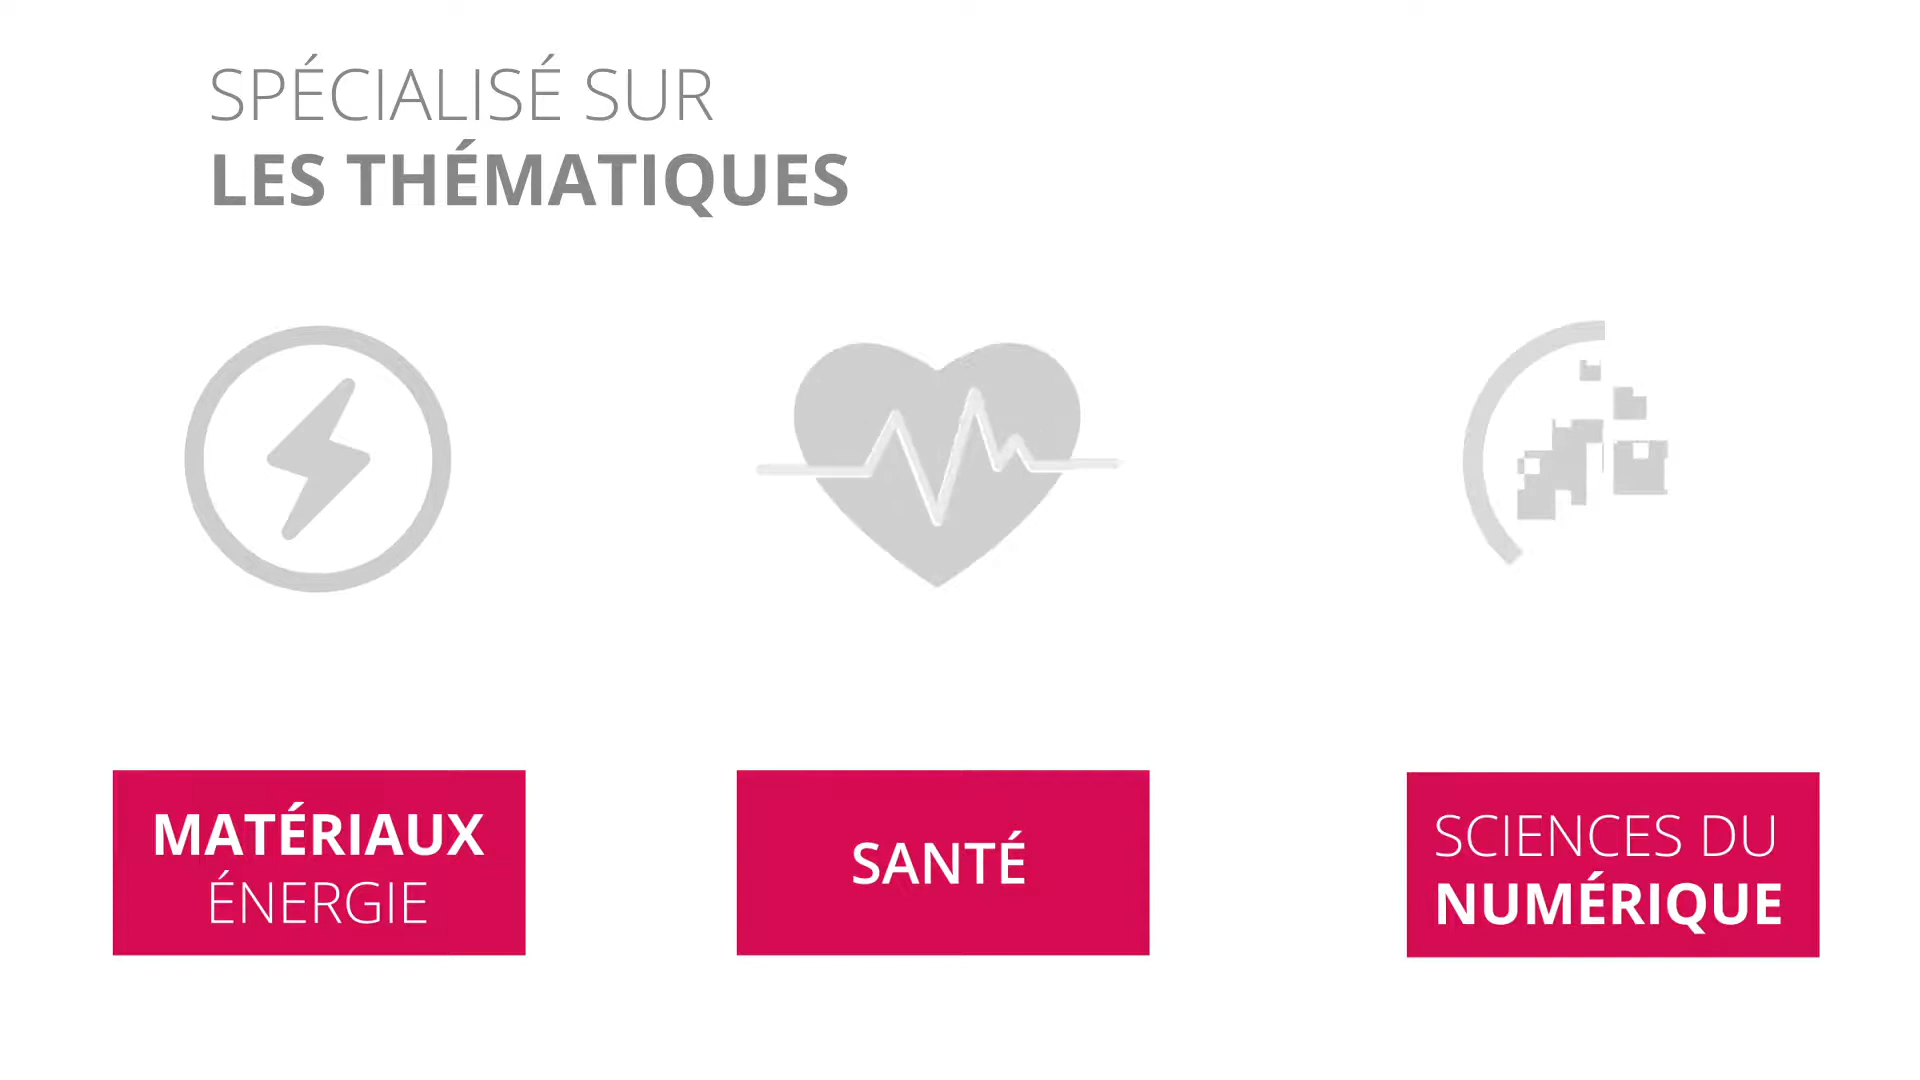 SPÉCIALISÉ SUR
LES THÉMATIQUES
MATÉRIAUX
ÉNERGIE
SANTÉ
SCIENCES DU
NUMÉRIQUE